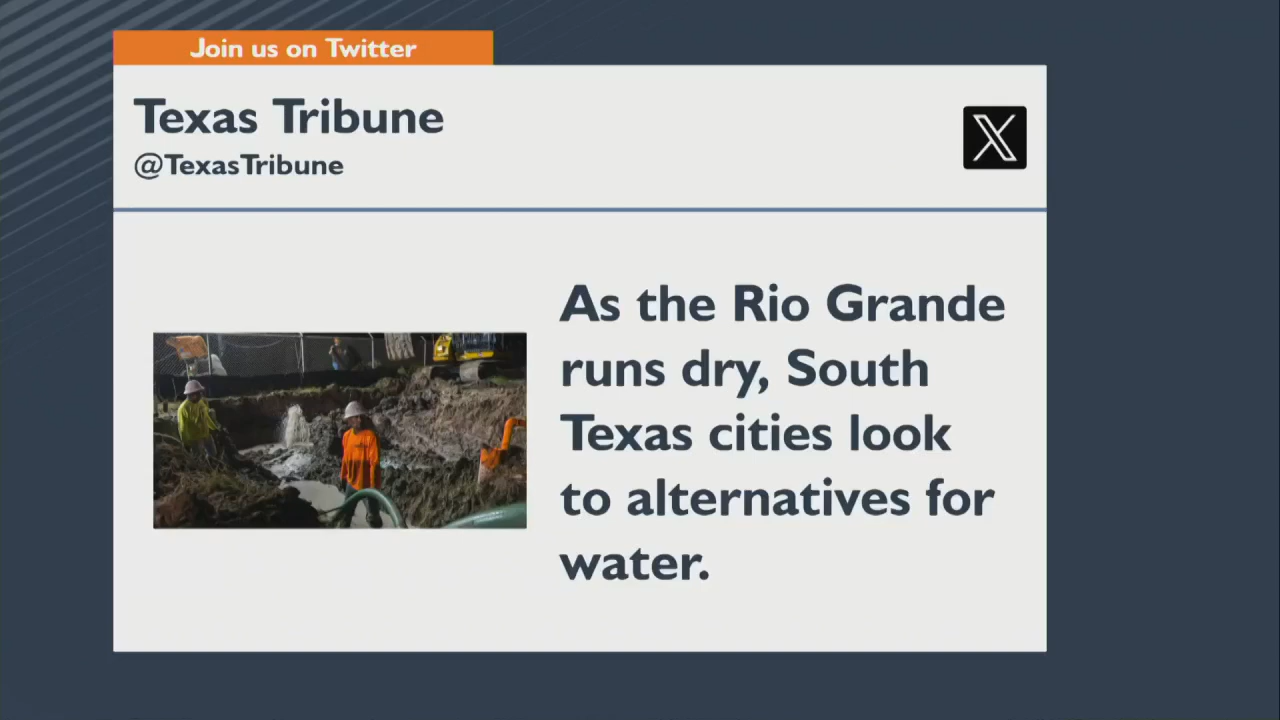 Join us on Twitter
Texas Tribune
@TexasTribune
X
As the Rio Grande
runs dry, South
Texas cities look
to alternatives for
water.